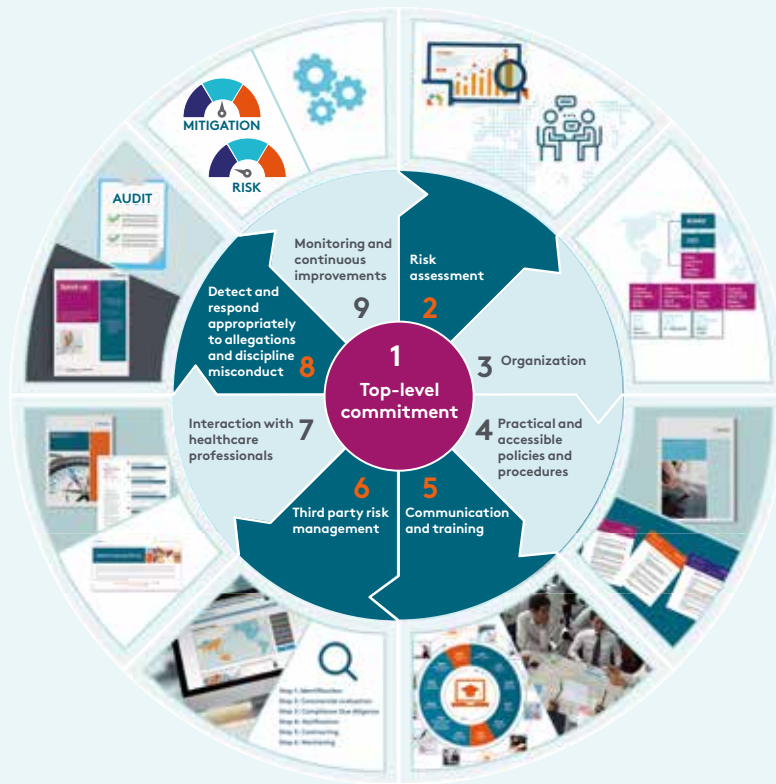 MITIGATION
RISK
AUDIT
Speak up
1
Top-level
commitment
Risk
assessment
2
3
Organization
4
Practical and
accessible
policies and
procedures
5
Communication
and training
6
Third party risk
management
Interaction with
healthcare
professionals
7
Detect and
respond
appropriately
to allegations
and discipline
misconduct
8
Monitoring and
continuous
improvements
9
Step 1: Identification
Step 2: Commercial evaluation
Step 3: Compliance Due diligence
Step 4: Notification
Step 5: Contracting
Step 6: Monitoring